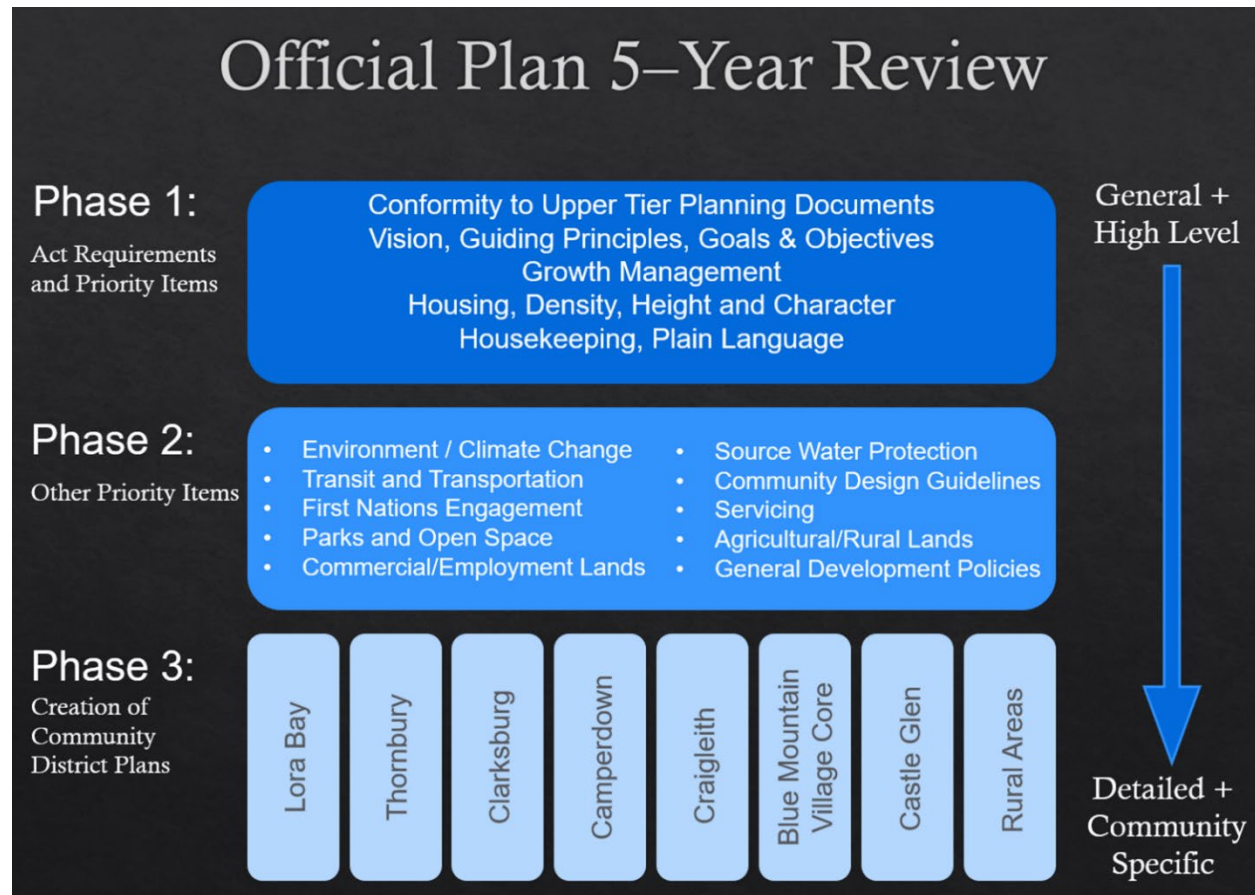 Official Plan 5–Year Review
Phase 1:
Act Requirements
and Priority Items
Conformity to Upper Tier Planning Documents
Vision, Guiding Principles, Goals & Objectives
Growth Management
Housing, Density, Height and Character
Housekeeping, Plain Language
General +
High Level
Phase 2:
Other Priority Items
• Environment / Climate Change
• Transit and Transportation
• First Nations Engagement
• Parks and Open Space
• Commercial/Employment Lands
• Source Water Protection
• Community Design Guidelines
• Servicing
• Agricultural/Rural Lands
• General Development Policies
Phase 3:
Creation of
Community
District Plans
Lora Bay
Thornbury
Clarksburg
Camperdown
Craigleith
Blue Mountain
Village Core
Castle Glen
Rural Areas
Detailed +
Community
Specific